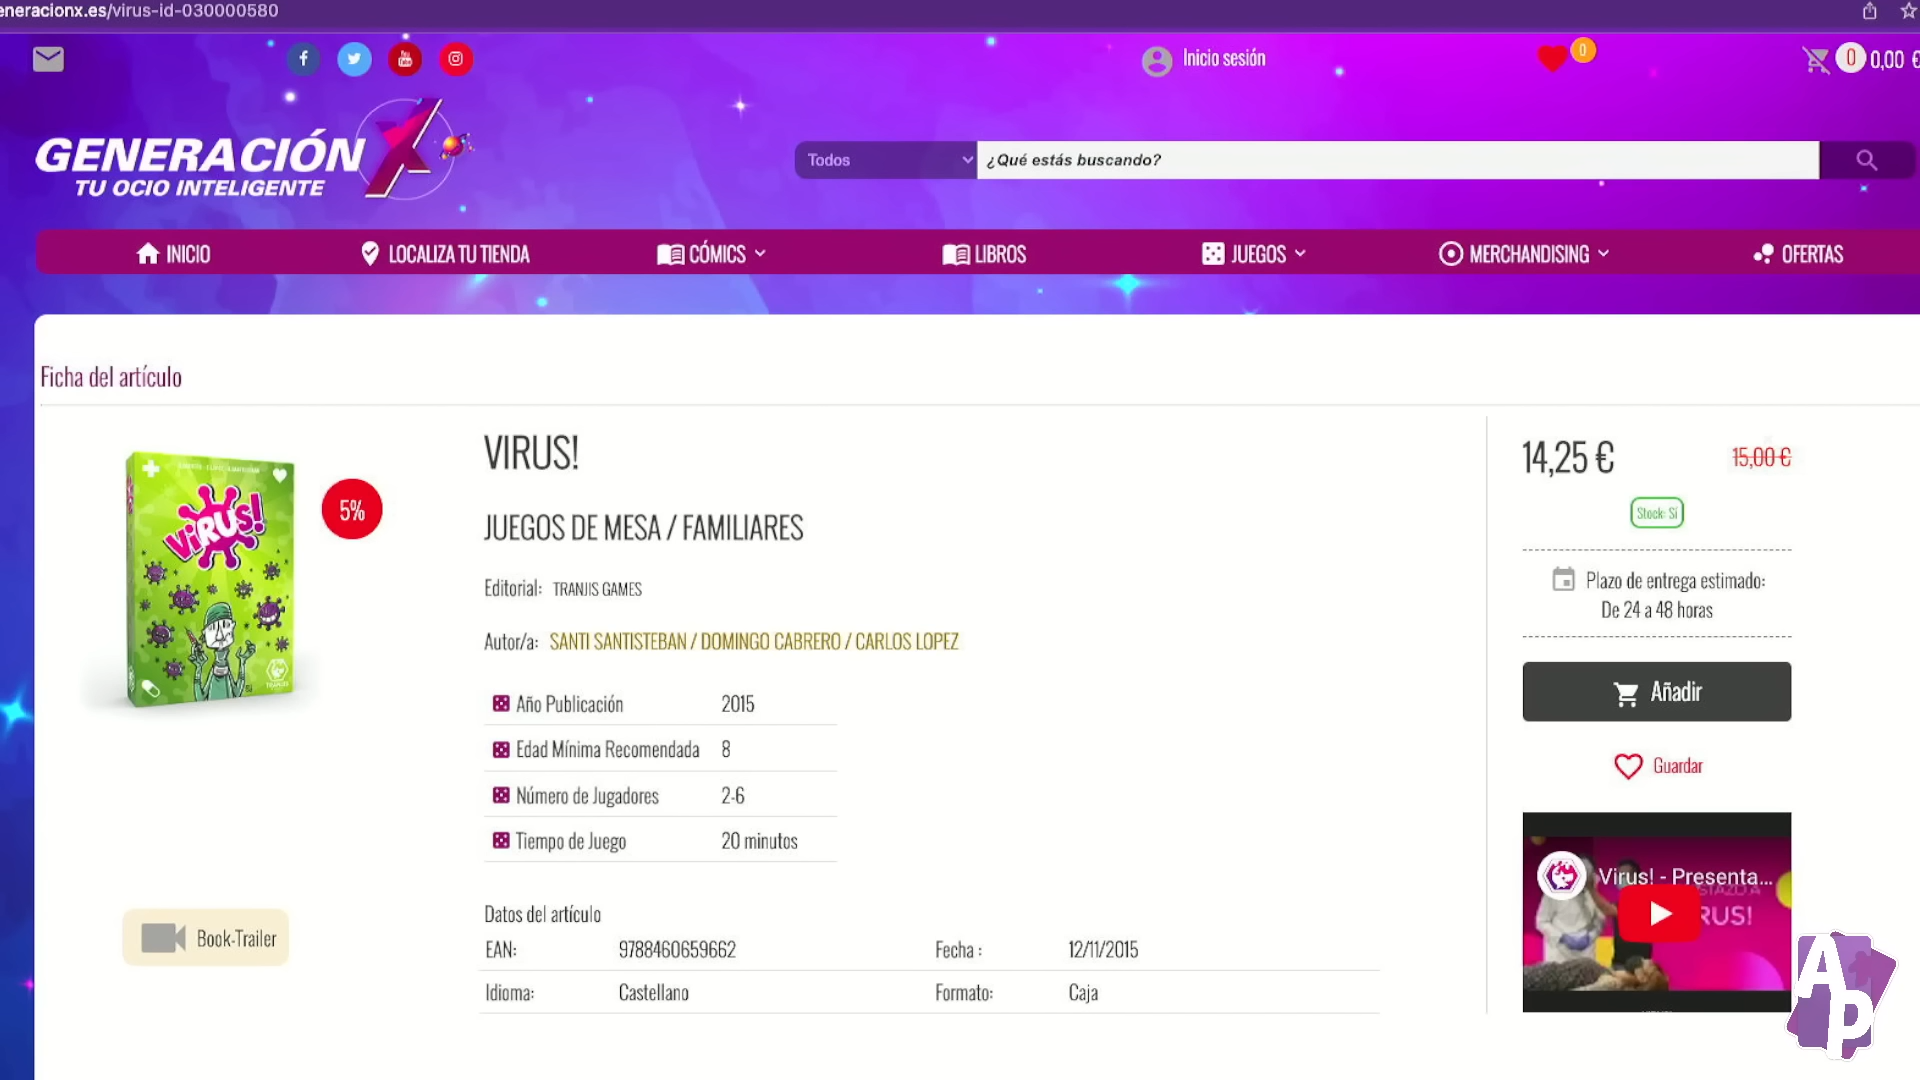 eneracionx.es/virus-id-030000580
Inicio sesión
0
0
0,00 €
GENERACIÓN X
TU OCIO INTELIGENTE
Todos
¿Qué estás buscando?
INICIO
LOCALIZA TU TIENDA
CÓMICS
LIBROS
JUEGOS
MERCHANDISING
OFERTAS
Ficha del artículo
VIRUS!
5%
VIRUS!
JUEGOS DE MESA / FAMILIARES
Editorial: TRANJIS GAMES
Autor/a: SANTI SANTISTEBAN / DOMINGO CABRERO / CARLOS LOPEZ
Año Publicación 2015
Edad Mínima Recomendada 8
Número de Jugadores 2-6
Tiempo de Juego 20 minutos
Book-Trailer
Datos del artículo
EAN: 9788460659662 Fecha : 12/11/2015
Idioma: Castellano Formato: Caja
14,25 € 15,00 €
Stock: Sí
Plazo de entrega estimado:
De 24 a 48 horas
Añadir
Guardar
Virus! - Presenta...
RUS!
AP